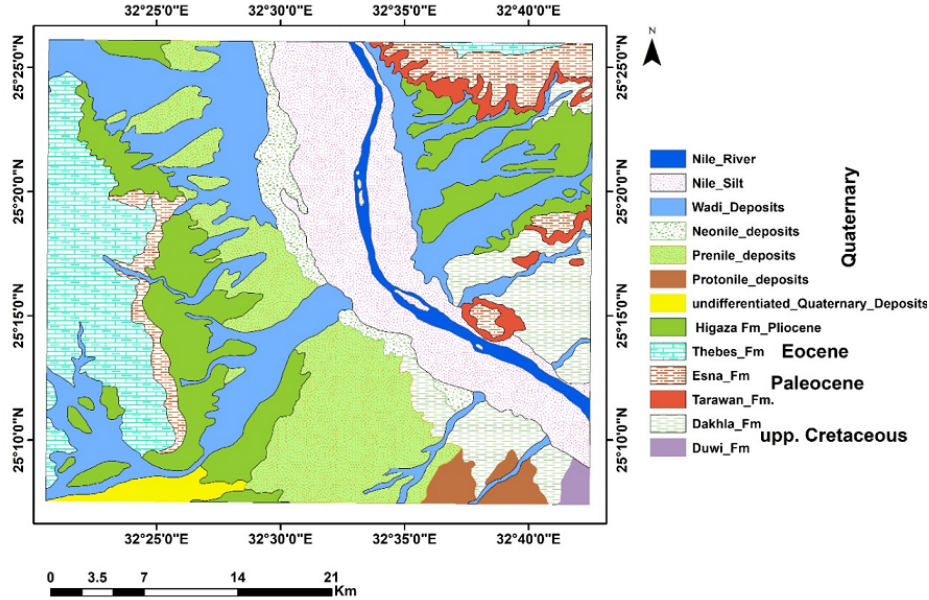 32°25'0"E 32°30'0"E 32°35'0"E 32°40'0"E
N
25°25'0"N 25°25'0"N
25°20'0"N 25°20'0"N
25°15'0"N 25°15'0"N
25°10'0"N 25°10'0"N
32°25'0"E 32°30'0"E 32°35'0"E 32°40'0"E
Nile_River
Nile_Silt
Wadi_Deposits
Neonile_deposits
Prenile_deposits
Protonile_deposits
undifferentiated_Quaternary_Deposits
Quaternary
Higaza Fm_Pliocene
Thebes_Fm Eocene
Esna_Fm
Paleocene
Tarawan_Fm.
Dakhla_Fm
upp. Cretaceous
Duwi_Fm
0 3.5 7 14 21
Km